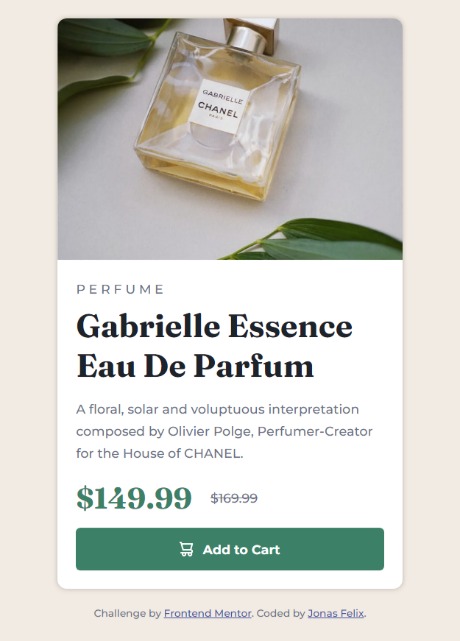 GABRIELLE
CHANEL
PARIS
PERFUME
Gabrielle Essence
Eau De Parfum
A floral, solar and voluptuous interpretation
composed by Olivier Polge, Perfumer-Creator
for the House of CHANEL.
$149.99 $169.99
Add to Cart
Challenge by Frontend Mentor. Coded by Jonas Felix.